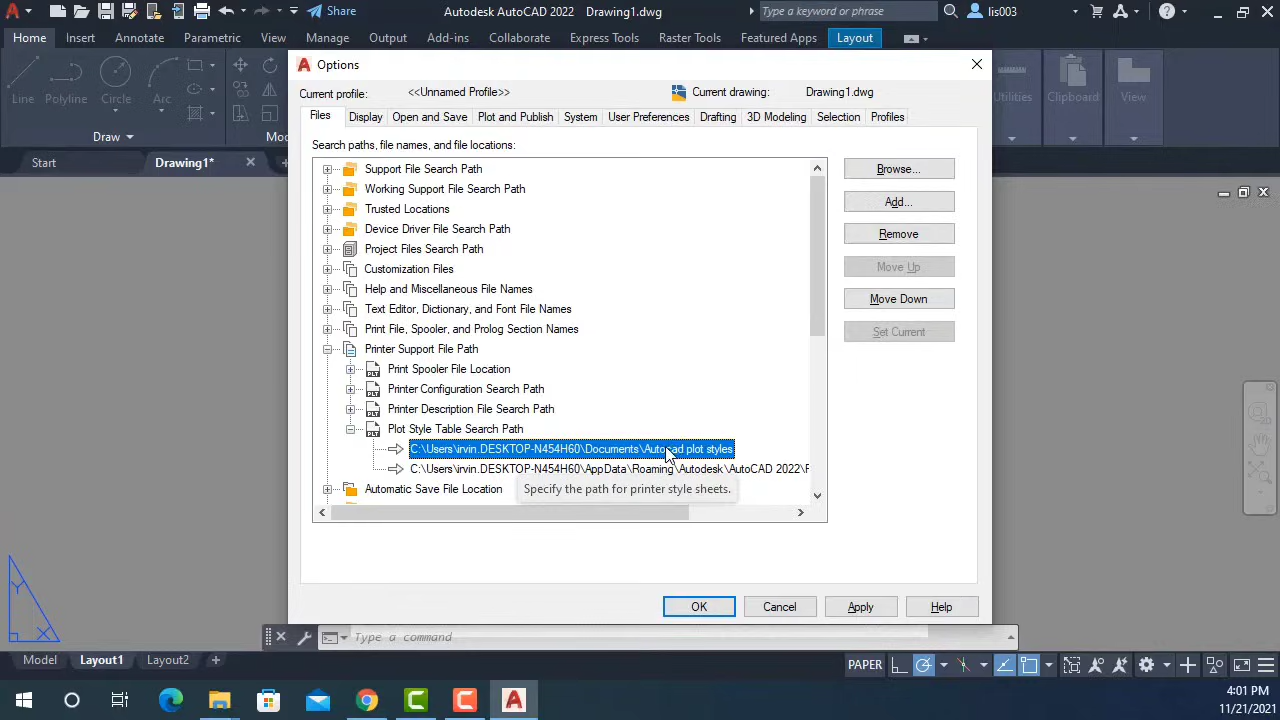 Share
Autodesk AutoCAD 2022 Drawing1.dwg
Type a keyword or phrase
lis003
Home Insert Annotate Parametric View Manage Output Add-ins Collaborate Express Tools Raster Tools Featured Apps Layout
Line
Polyline
Circle
Arc
Draw
Utilities
Clipboard
View
Start
Drawing1*
Options
Current profile: <<Unnamed Profile>> Current drawing: Drawing1.dwg
Files Display Open and Save Plot and Publish System User Preferences Drafting 3D Modeling Selection Profiles
Search paths, file names, and file locations:
Support File Search Path
Working Support File Search Path
Trusted Locations
Device Driver File Search Path
Project Files Search Path
Customization Files
Help and Miscellaneous File Names
Text Editor, Dictionary, and Font File Names
Print File, Spooler, and Prolog Section Names
Printer Support File Path
Print Spooler File Location
Printer Configuration Search Path
Printer Description File Search Path
Plot Style Table Search Path
C:\Users\irvin.DESKTOP-N454H60\Documents\Autocad plot styles
C:\Users\irvin.DESKTOP-N454H60\AppData\Roaming\Autodesk\AutoCAD 2022\
Specify the path for printer style sheets.
Automatic Save File Location
Browse...
Add...
Remove
Move Up
Move Down
Set Current
OK
Cancel
Apply
Help
Y
X
Type a command
Model Layout1 Layout2
PAPER
4:01 PM
11/21/2021